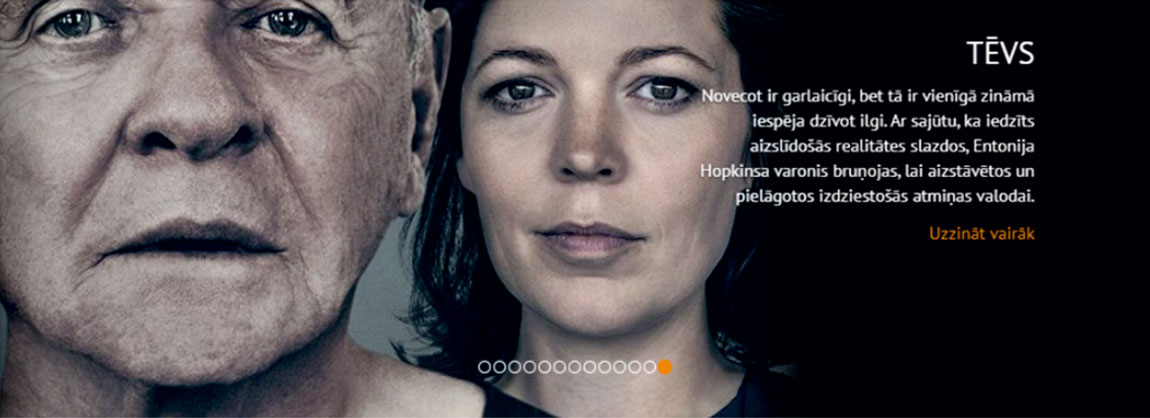 TĒVS
Novecot ir garlaicīgi, bet tā ir vienīgā zināmā
iespēja dzīvot ilgi. Ar sajūtu, ka iedzīts
aizslīdošās realitātes slazdos, Entonija
Hopkinsa varonis bruņojas, lai aizstāvētos un
pielāgotos izdziestošās atmiņas valodai.
Uzzināt vairāk